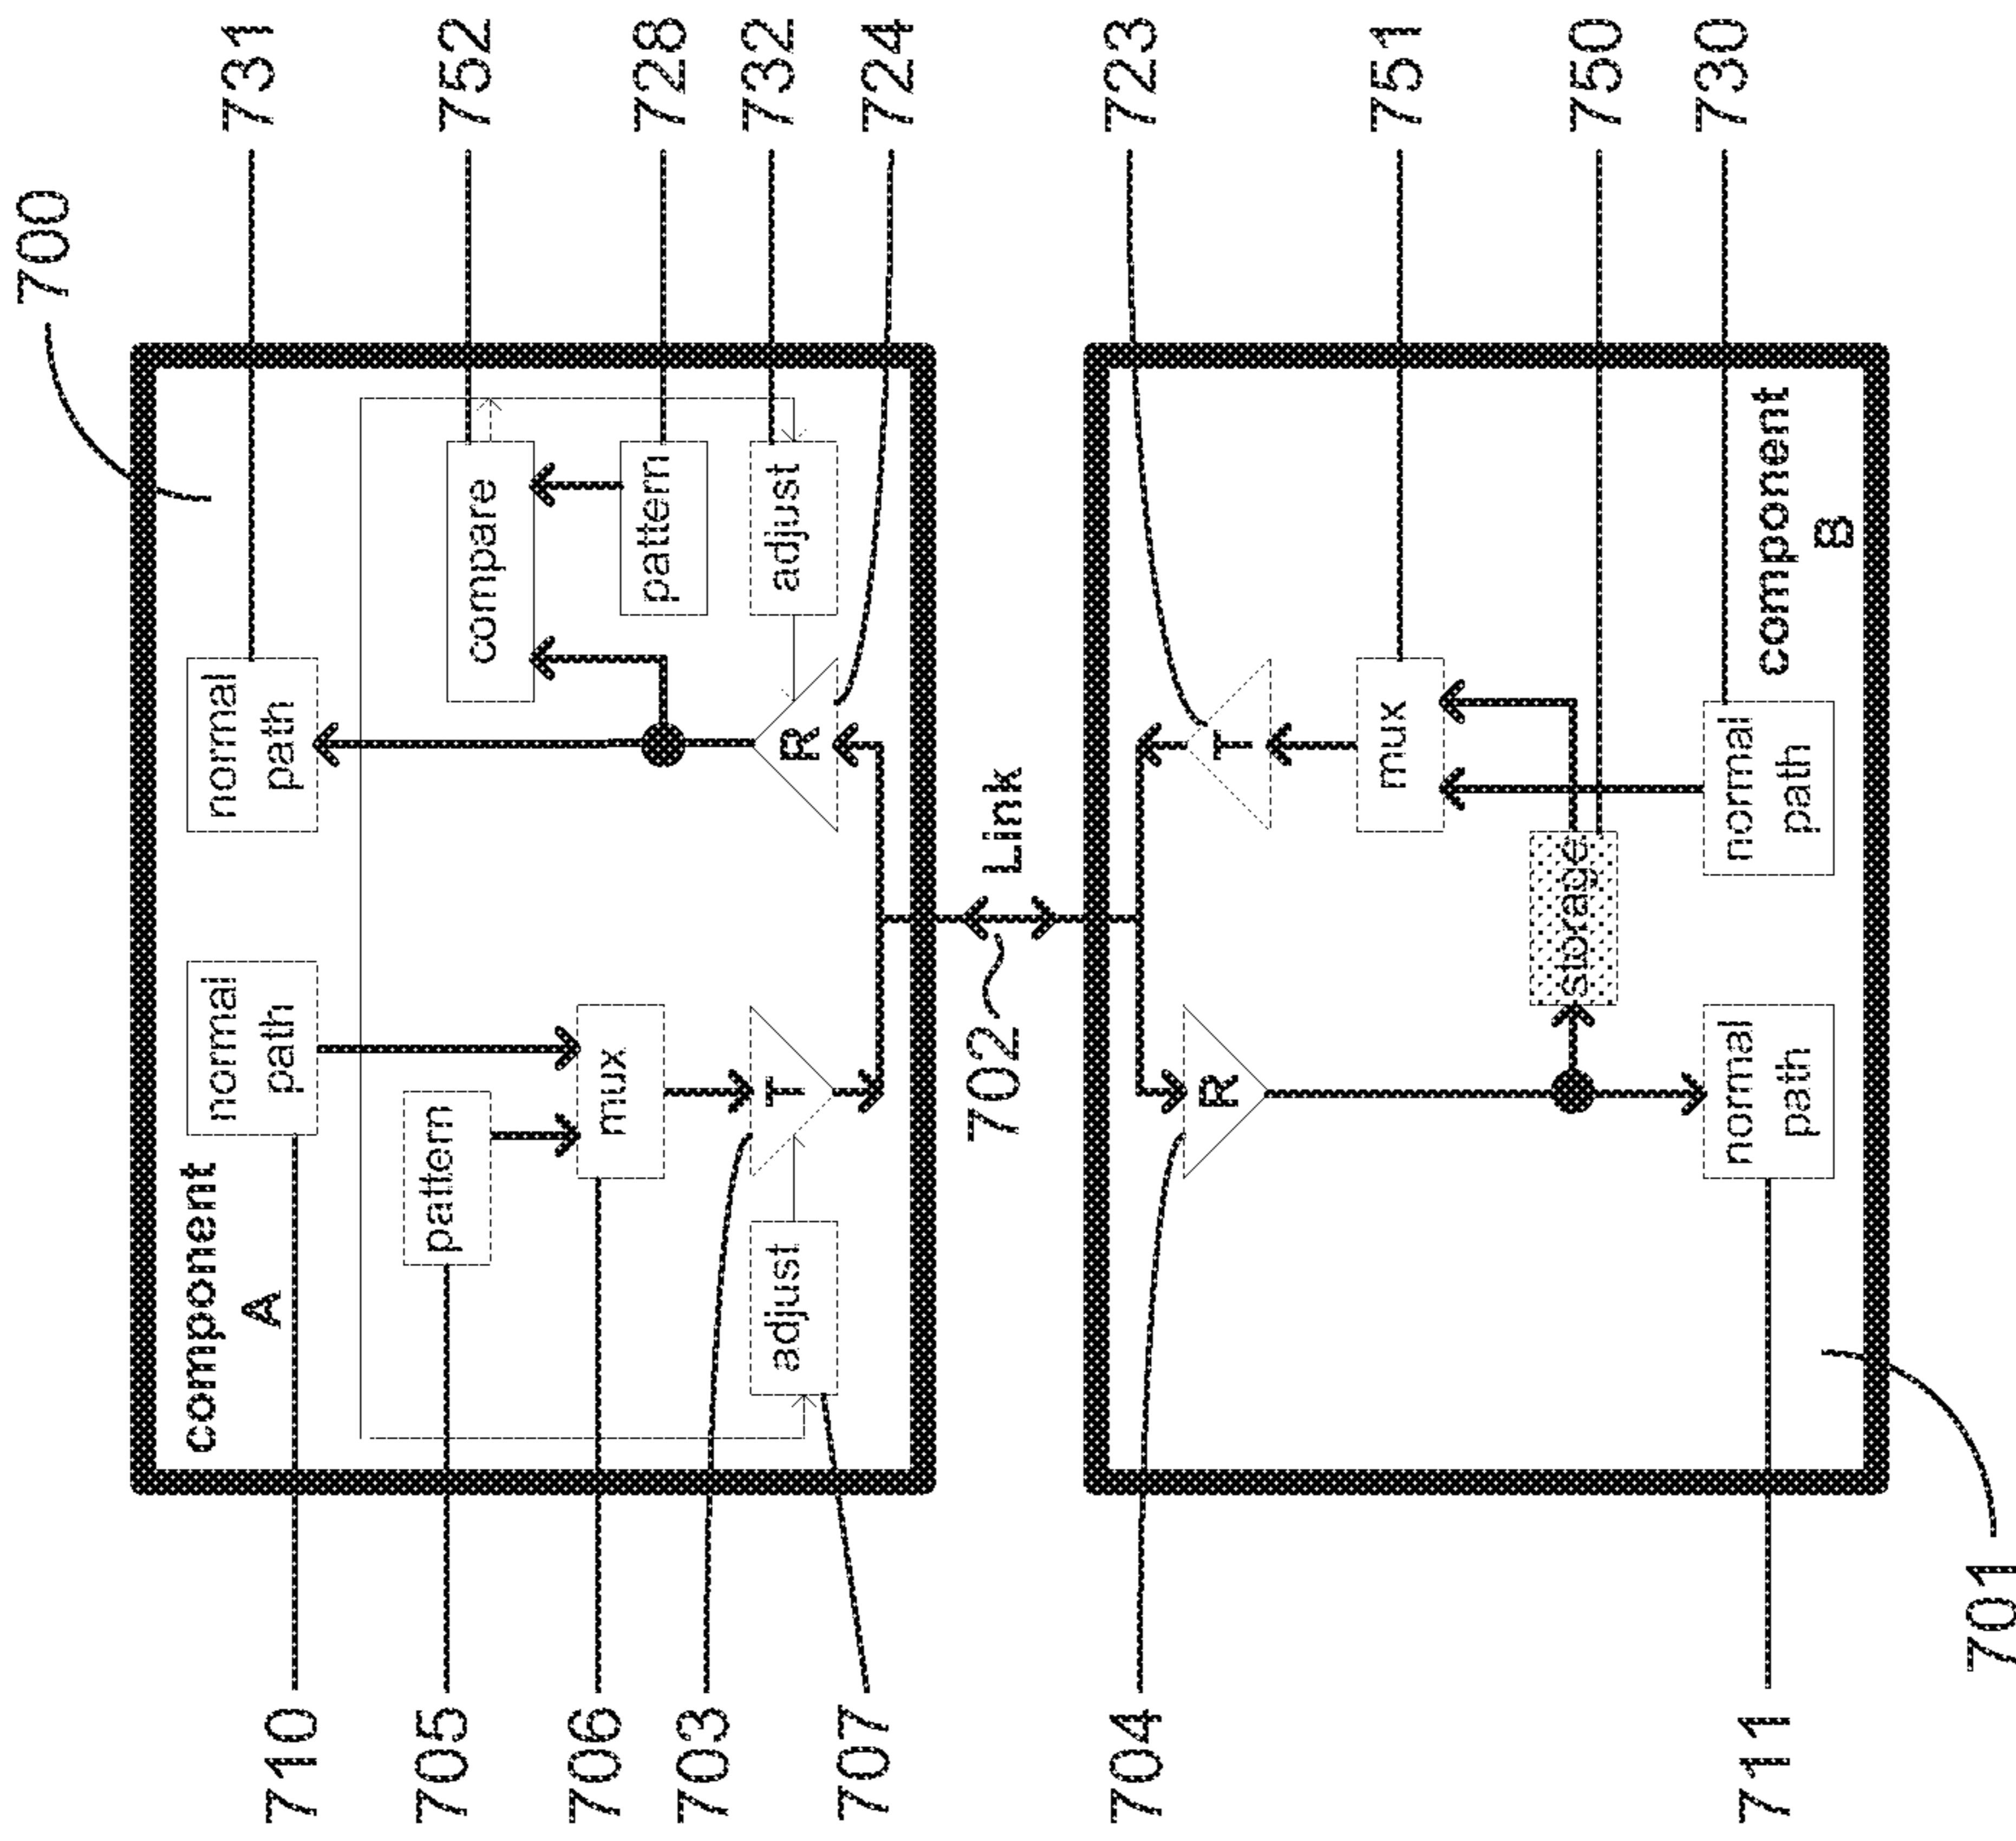 700
731
752
728
732
724
723
751
750
730
component
A
normal
path
pattern
mux
T
adjust
normal
path
compare
pattern
adjust
R
Link
702
R
normal
path
storage
T
mux
normal
path
component
B
710
705
706
703
707
704
711
701